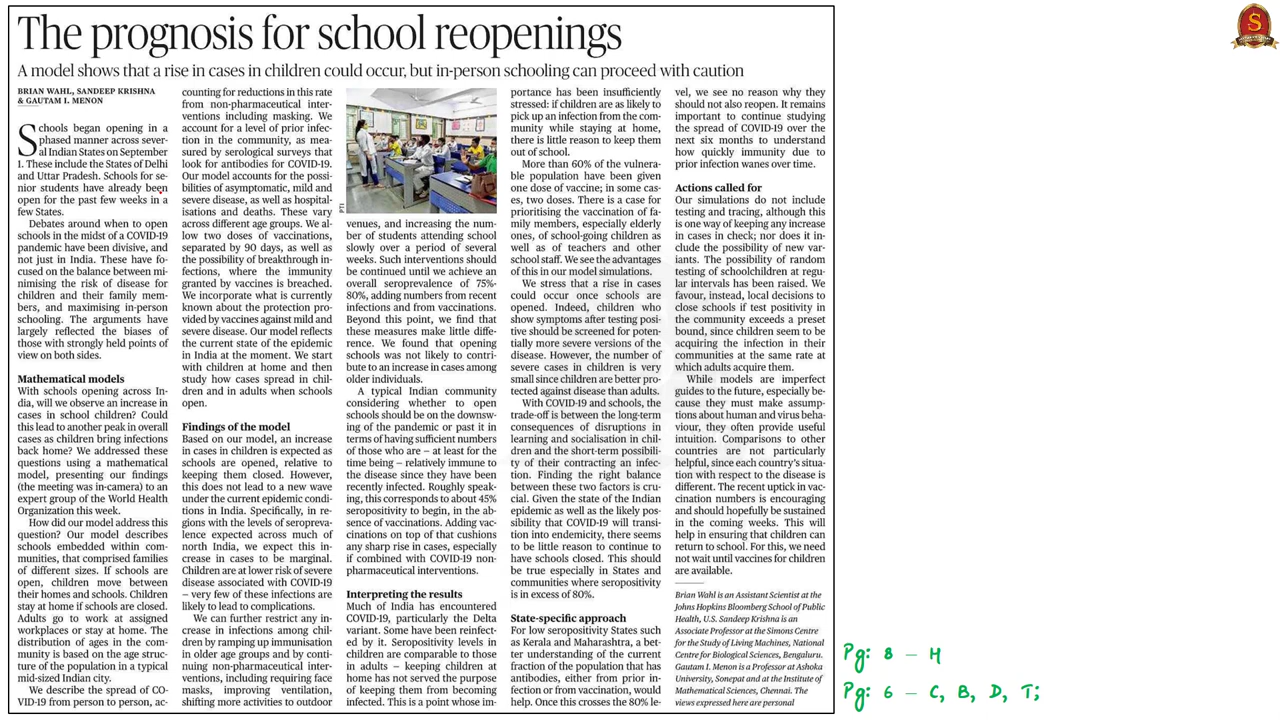 The prognosis for school reopenings
A model shows that a rise in cases in children could occur, but in-person schooling can proceed with caution
BRIAN WAHL, SANDEEP KRISHNA
& GAUTAM I. MENON
Schools began opening in a
phased manner across sever-
al Indian States on September
1. These include the States of Delhi
and Uttar Pradesh. Schools for se-
nior students have already been
open for the past few weeks in a
few States.
Debates around when to open
schools in the midst of a COVID-19
pandemic have been divisive, and
not just in India. These have fo-
cused on the balance between mi-
nimising the risk of disease for
children and their family mem-
bers, and maximising in-person
schooling. The arguments have
largely reflected the biases of
those with strongly held points of
view on both sides.
Mathematical models
With schools opening across In-
dia, will we observe an increase in
cases in school children? Could
this lead to another peak in overall
cases as children bring infections
back home? We addressed these
questions using a mathematical
model, presenting our findings
(the meeting was in-camera) to an
expert group of the World Health
Organization this week.
How did our model address this
question? Our model describes
schools embedded within com-
munities, that comprised families
of different sizes. If schools are
open, children move between
their homes and schools. Children
stay at home if schools are closed.
Adults go to work at assigned
workplaces or stay at home. The
distribution of ages in the com-
munity is based on the age struc-
ture of the population in a typical
mid-sized Indian city.
We describe the spread of CO-
VID-19 from person to person, ac-
counting for reductions in this rate
from non-pharmaceutical inter-
ventions including masking. We
account for a level of prior infec-
tion in the community, as mea-
sured by serological surveys that
look for antibodies for COVID-19.
Our model accounts for the possi-
bilities of asymptomatic, mild and
severe disease, as well as hospital-
isations and deaths. These vary
across different age groups. We al-
low two doses of vaccinations,
separated by 90 days, as well as
the possibility of breakthrough in-
fections, where the immunity
granted by vaccines is breached.
We incorporate what is currently
known about the protection pro-
vided by vaccines against mild and
severe disease. Our model reflects
the current state of the epidemic
in India at the moment. We start
with children at home and then
study how cases spread in chil-
dren and in adults when schools
open.
Findings of the model
Based on our model, an increase
in cases in children is expected as
schools are opened, relative to
keeping them closed. However,
this does not lead to a new wave
under the current epidemic condi-
tions in India. Specifically, in re-
gions with the levels of seropreva-
lence expected across much of
north India, we expect this in-
crease in cases to be marginal.
Children are at lower risk of severe
disease associated with COVID-19
– very few of these infections are
likely to lead to complications.
We can further restrict any in-
crease in infections among chil-
dren by ramping up immunisation
in older age groups and by conti-
nuing non-pharmaceutical inter-
ventions, including requiring face
masks, improving ventilation,
shifting more activities to outdoor
PTI
venues, and increasing the num-
ber of students attending school
slowly over a period of several
weeks. Such interventions should
be continued until we achieve an
overall seroprevalence of 75%-
80%, adding numbers from recent
infections and from vaccinations.
Beyond this point, we find that
these measures make little diffe-
rence. We found that opening
schools was not likely to contri-
bute to an increase in cases among
older individuals.
A typical Indian community
considering whether to open
schools should be on the downsw-
ing of the pandemic or past it in
terms of having sufficient numbers
of those who are – at least for the
time being – relatively immune to
the disease since they have been
recently infected. Roughly speak-
ing, this corresponds to about 45%
seropositivity to begin, in the ab-
sence of vaccinations. Adding vac-
cinations on top of that cushions
any sharp rise in cases, especially
if combined with COVID-19 non-
pharmaceutical interventions.
Interpreting the results
Much of India has encountered
COVID-19, particularly the Delta
variant. Some have been reinfect-
ed by it. Seropositivity levels in
children are comparable to those
in adults – keeping children at
home has not served the purpose
of keeping them from becoming
infected. This is a point whose im-
portance has been insufficiently
stressed: if children are as likely to
pick up an infection from the com-
munity while staying at home,
there is little reason to keep them
out of school.
More than 60% of the vulnera-
ble population have been given
one dose of vaccine; in some cas-
es, two doses. There is a case for
prioritising the vaccination of fa-
mily members, especially elderly
ones, of school-going children as
well as of teachers and other
school staff. We see the advantages
of this in our model simulations.
We stress that a rise in cases
could occur once schools are
opened. Indeed, children who
show symptoms after testing posi-
tive should be screened for poten-
tially more severe versions of the
disease. However, the number of
severe cases in children is very
small since children are better pro-
tected against disease than adults.
With COVID-19 and schools, the
trade-off is between the long-term
consequences of disruptions in
learning and socialisation in chil-
dren and the short-term possibili-
ty of their contracting an infec-
tion. Finding the right balance
between these two factors is cru-
cial. Given the state of the Indian
epidemic as well as the likely pos-
sibility that COVID-19 will transi-
tion into endemicity, there seems
to be little reason to continue to
have schools closed. This should
be true especially in States and
communities where seropositivity
is in excess of 80%.
State-specific approach
For low seropositivity States such
as Kerala and Maharashtra, a bet-
ter understanding of the current
fraction of the population that has
antibodies, either from prior in-
fection or from vaccination, would
help. Once this crosses the 80% le-
vel, we see no reason why they
should not also reopen. It remains
important to continue studying
the spread of COVID-19 over the
next six months to understand
how quickly immunity due to
prior infection wanes over time.
Actions called for
Our simulations do not include
testing and tracing, although this
is one way of keeping any increase
in cases in check; nor does it in-
clude the possibility of new var-
iants. The possibility of random
testing of schoolchildren at regu-
lar intervals has been raised. We
favour, instead, local decisions to
close schools if test positivity in
the community exceeds a preset
bound, since children seem to be
acquiring the infection in their
communities at the same rate at
which adults acquire them.
While models are imperfect
guides to the future, especially be-
cause they must make assump-
tions about human and virus beha-
viour, they often provide useful
intuition. Comparisons to other
countries are not particularly
helpful, since each country's situa-
tion with respect to the disease is
different. The recent uptick in vac-
cination numbers is encouraging
and should hopefully be sustained
in the coming weeks. This will
help in ensuring that children can
return to school. For this, we need
not wait until vaccines for children
are available.
Brian Wahl is an Assistant Scientist at the
Johns Hopkins Bloomberg School of Public
Health, U.S. Sandeep Krishna is an
Associate Professor at the Simons Centre
for the Study of Living Machines, National
Centre for Biological Sciences, Bengaluru.
Gautam I. Menon is a Professor at Ashoka
University, Sonepat and at the Institute of
Mathematical Sciences, Chennai. The
views expressed here are personal
S
Pg: 8 – H
Pg: 6 – C, B, D, T;